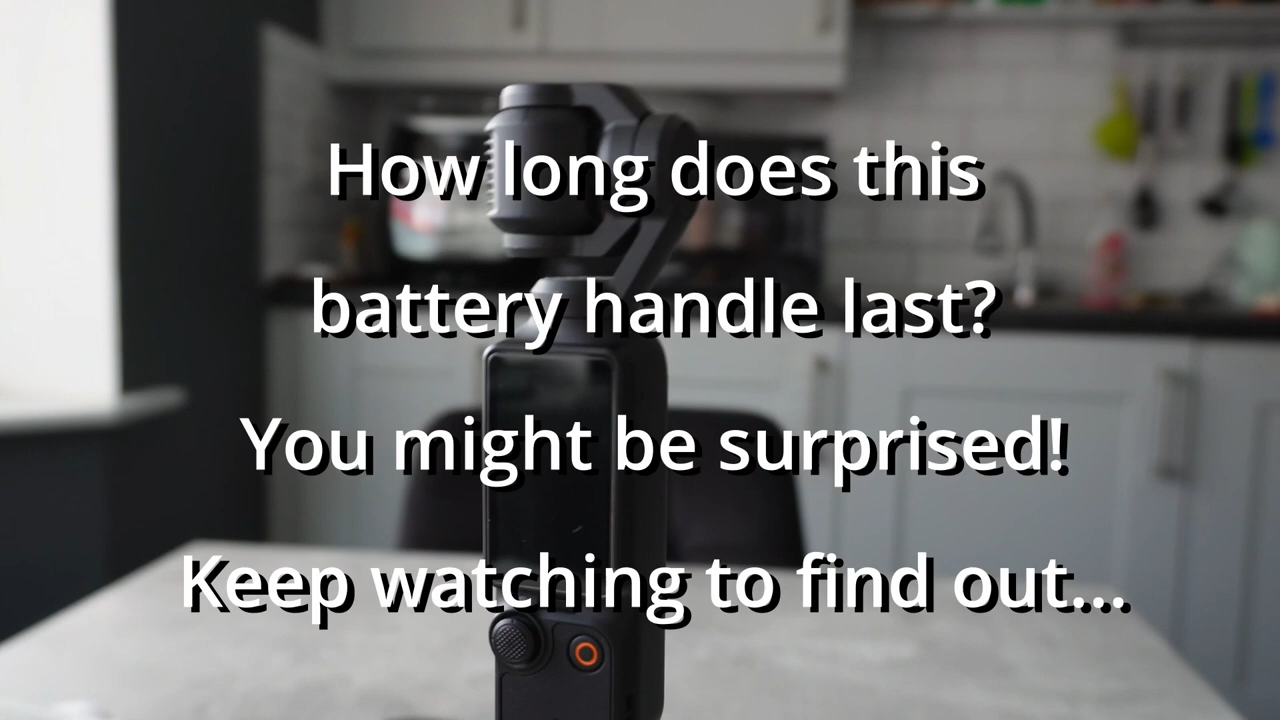 How long does this
battery handle last?
You might be surprised!
Keep watching to find out...